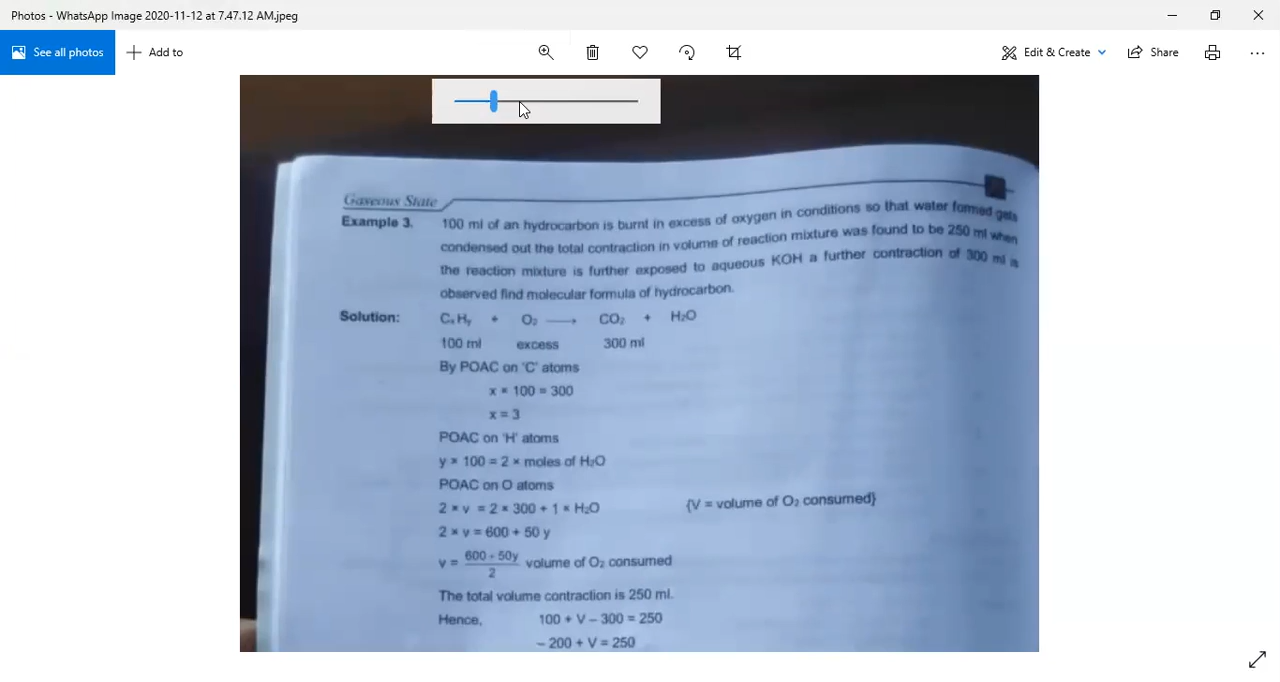 Photos - WhatsApp Image 2020-11-12 at 7.47.12 AM.jpeg
See all photos
Add to
Edit & Create
Share
Gaseous State
Example 3. 100 ml of an hydrocarbon is burnt in excess of oxygen in conditions so that water formed gets
condensed out the total contraction in volume of reaction mixture was found to be 250 ml when
the reaction mixture is further exposed to aqueous KOH a further contraction of 300 ml is
observed find molecular formula of hydrocarbon.
Solution: CₓHᵧ + O₂ ⟶ CO₂ + H₂O
100 ml excess 300 ml
By POAC on 'C' atoms
x × 100 = 300
x = 3
POAC on 'H' atoms
y × 100 = 2 × moles of H₂O
POAC on O atoms
2 × v = 2 × 300 + 1 × H₂O {V = volume of O₂ consumed}
2 × v = 600 + 50 y
v = (600 + 50y)/2 volume of O₂ consumed
The total volume contraction is 250 ml.
Hence, 100 + V – 300 = 250
– 200 + V = 250